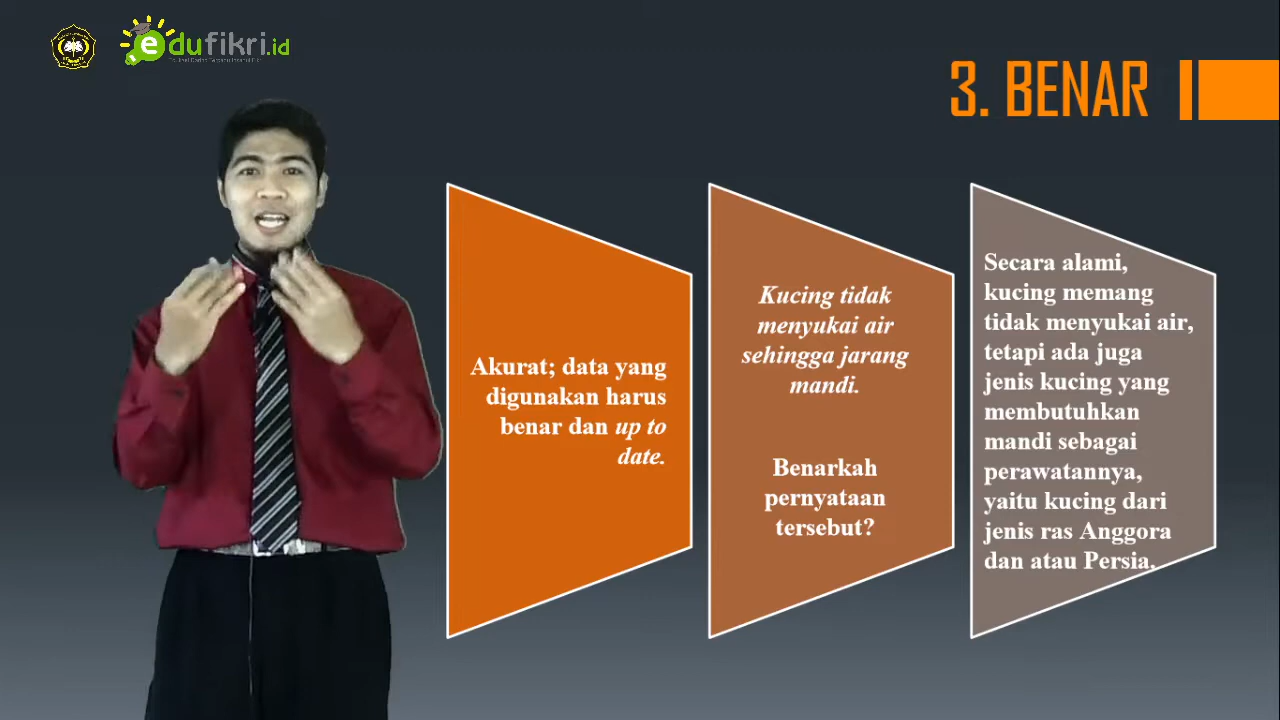 edufikri.id
3. BENAR
Akurat; data yang
digunakan harus
benar dan up to
date.
Kucing tidak
menyukai air
sehingga jarang
mandi.
Benarkah
pernyataan
tersebut?
Secara alami,
kucing memang
tidak menyukai air,
tetapi ada juga
jenis kucing yang
membutuhkan
mandi sebagai
perawatannya,
yaitu kucing dari
jenis ras Anggora
dan atau Persia.